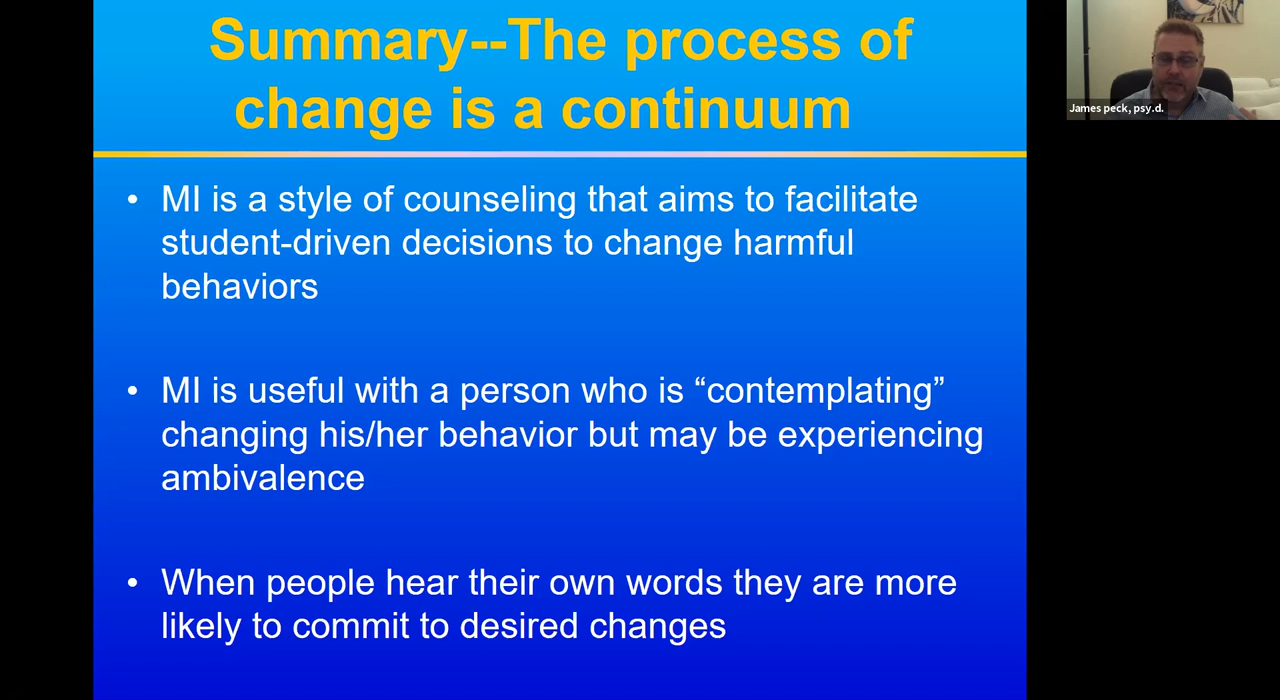 Summary--The process of
change is a continuum
• MI is a style of counseling that aims to facilitate
student-driven decisions to change harmful
behaviors
• MI is useful with a person who is “contemplating”
changing his/her behavior but may be experiencing
ambivalence
• When people hear their own words they are more
likely to commit to desired changes
James peck, psy.d.